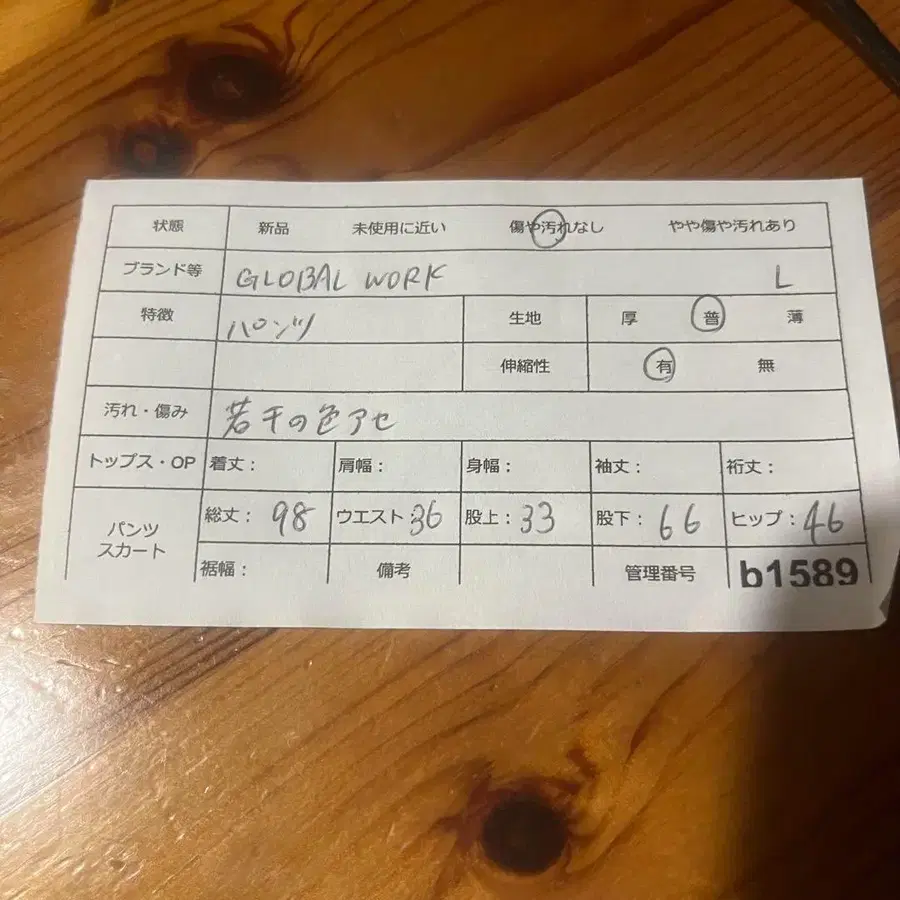 状態 新品 未使用に近い 傷や汚れなし やや傷や汚れあり
ブランド等 GLOBAL WORK L
特徴 パンツ 生地 厚 普 薄
伸縮性 有 無
汚れ・傷み 若干の色アセ
トップス・OP 着丈： 肩幅： 身幅： 袖丈： 裄丈：
パンツ
スカート
総丈：98 ウエスト：36 股上：33 股下：66 ヒップ：46
裾幅： 備考 管理番号 b1589